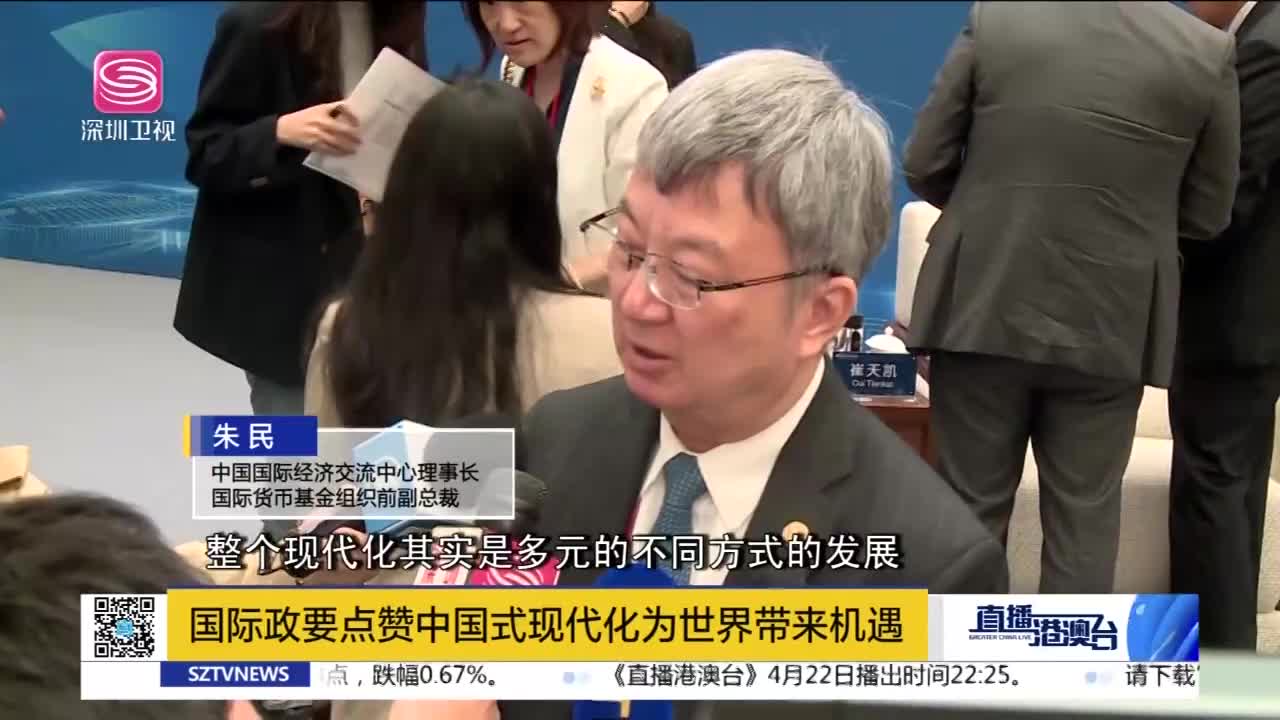 深圳卫视
崔天凯
Cui Tiankai
朱民
中国国际经济交流中心理事长
国际货币基金组织前副总裁
整个现代化其实是多元的不同方式的发展
国际政要点赞中国式现代化为世界带来机遇
直播港澳台
GREATER CHINA LIVE
SZTVNEWS
点，跌幅0.67%。 《直播港澳台》4月22日播出时间22:25。 请下载